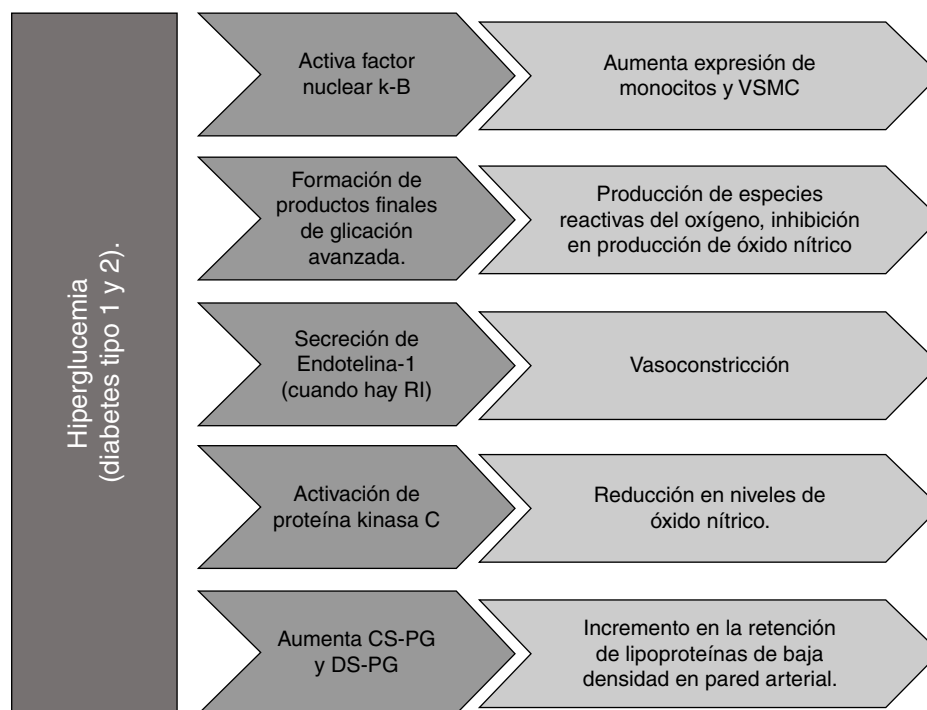 Hiperglucemia
(diabetes tipo 1 y 2).
Activa factor
nuclear k-B
Aumenta expresión de
monocitos y VSMC
Formación de
productos finales
de glicación
avanzada.
Producción de especies
reactivas del oxígeno, inhibición
en producción de óxido nítrico
Secreción de
Endotelina-1
(cuando hay RI)
Vasoconstricción
Activación de
proteína kinasa C
Reducción en niveles de
óxido nítrico.
Aumenta CS-PG
y DS-PG
Incremento en la retención
de lipoproteínas de baja
densidad en pared arterial.